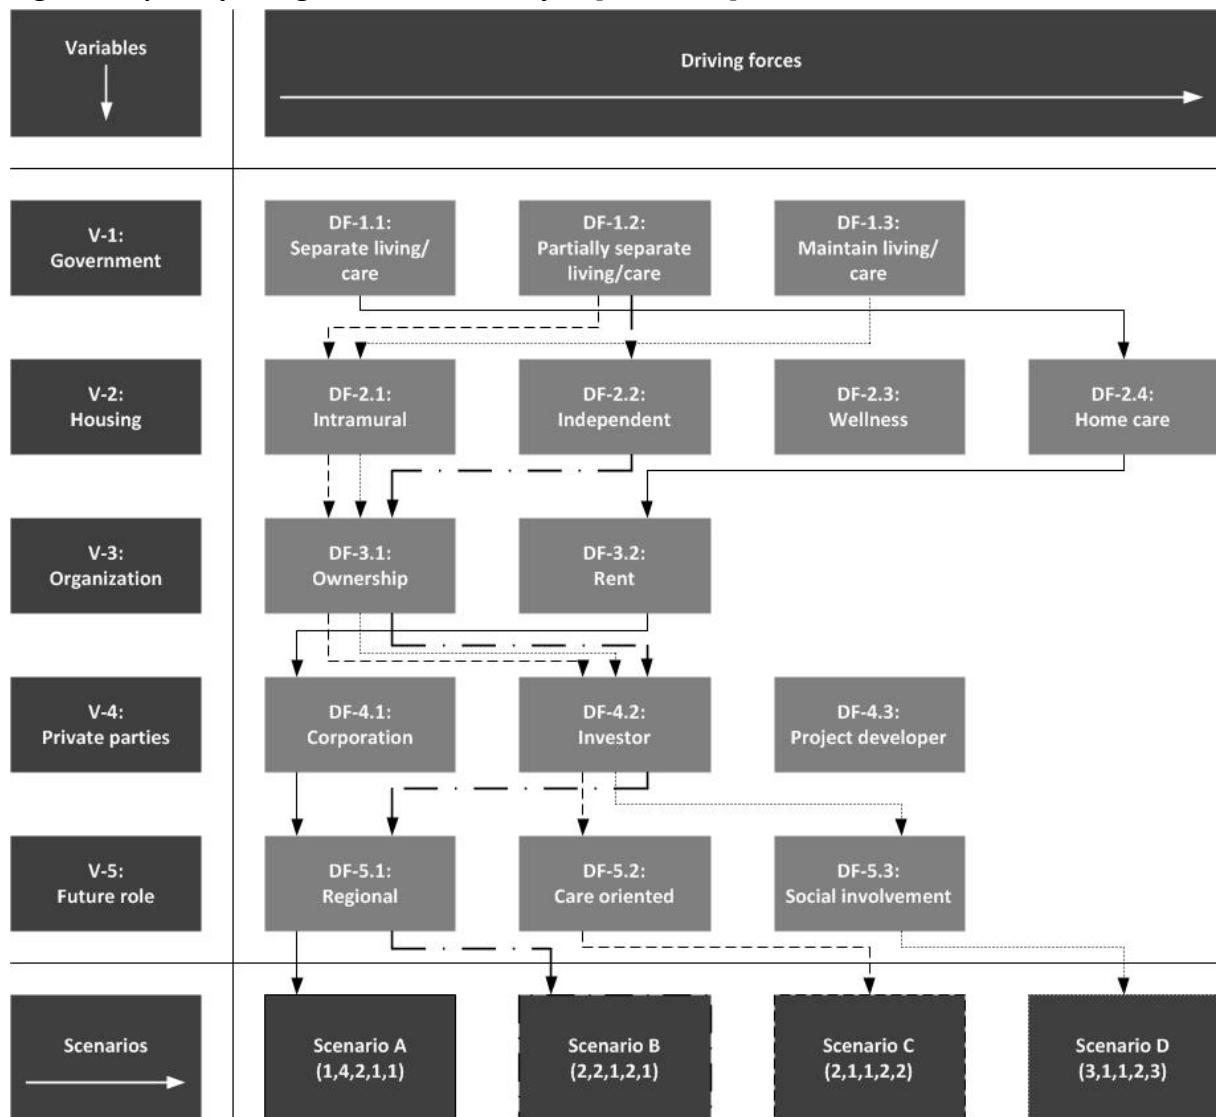 Variables
Driving forces
V-1:
Government
DF-1.1:
Separate living/
care
DF-1.2:
Partially separate
living/care
DF-1.3:
Maintain living/
care
V-2:
Housing
DF-2.1:
Intramural
DF-2.2:
Independent
DF-2.3:
Wellness
DF-2.4:
Home care
V-3:
Organization
DF-3.1:
Ownership
DF-3.2:
Rent
V-4:
Private parties
DF-4.1:
Corporation
DF-4.2:
Investor
DF-4.3:
Project developer
V-5:
Future role
DF-5.1:
Regional
DF-5.2:
Care oriented
DF-5.3:
Social involvement
Scenarios
Scenario A
(1,4,2,1,1)
Scenario B
(2,2,1,2,1)
Scenario C
(2,1,1,2,2)
Scenario D
(3,1,1,2,3)